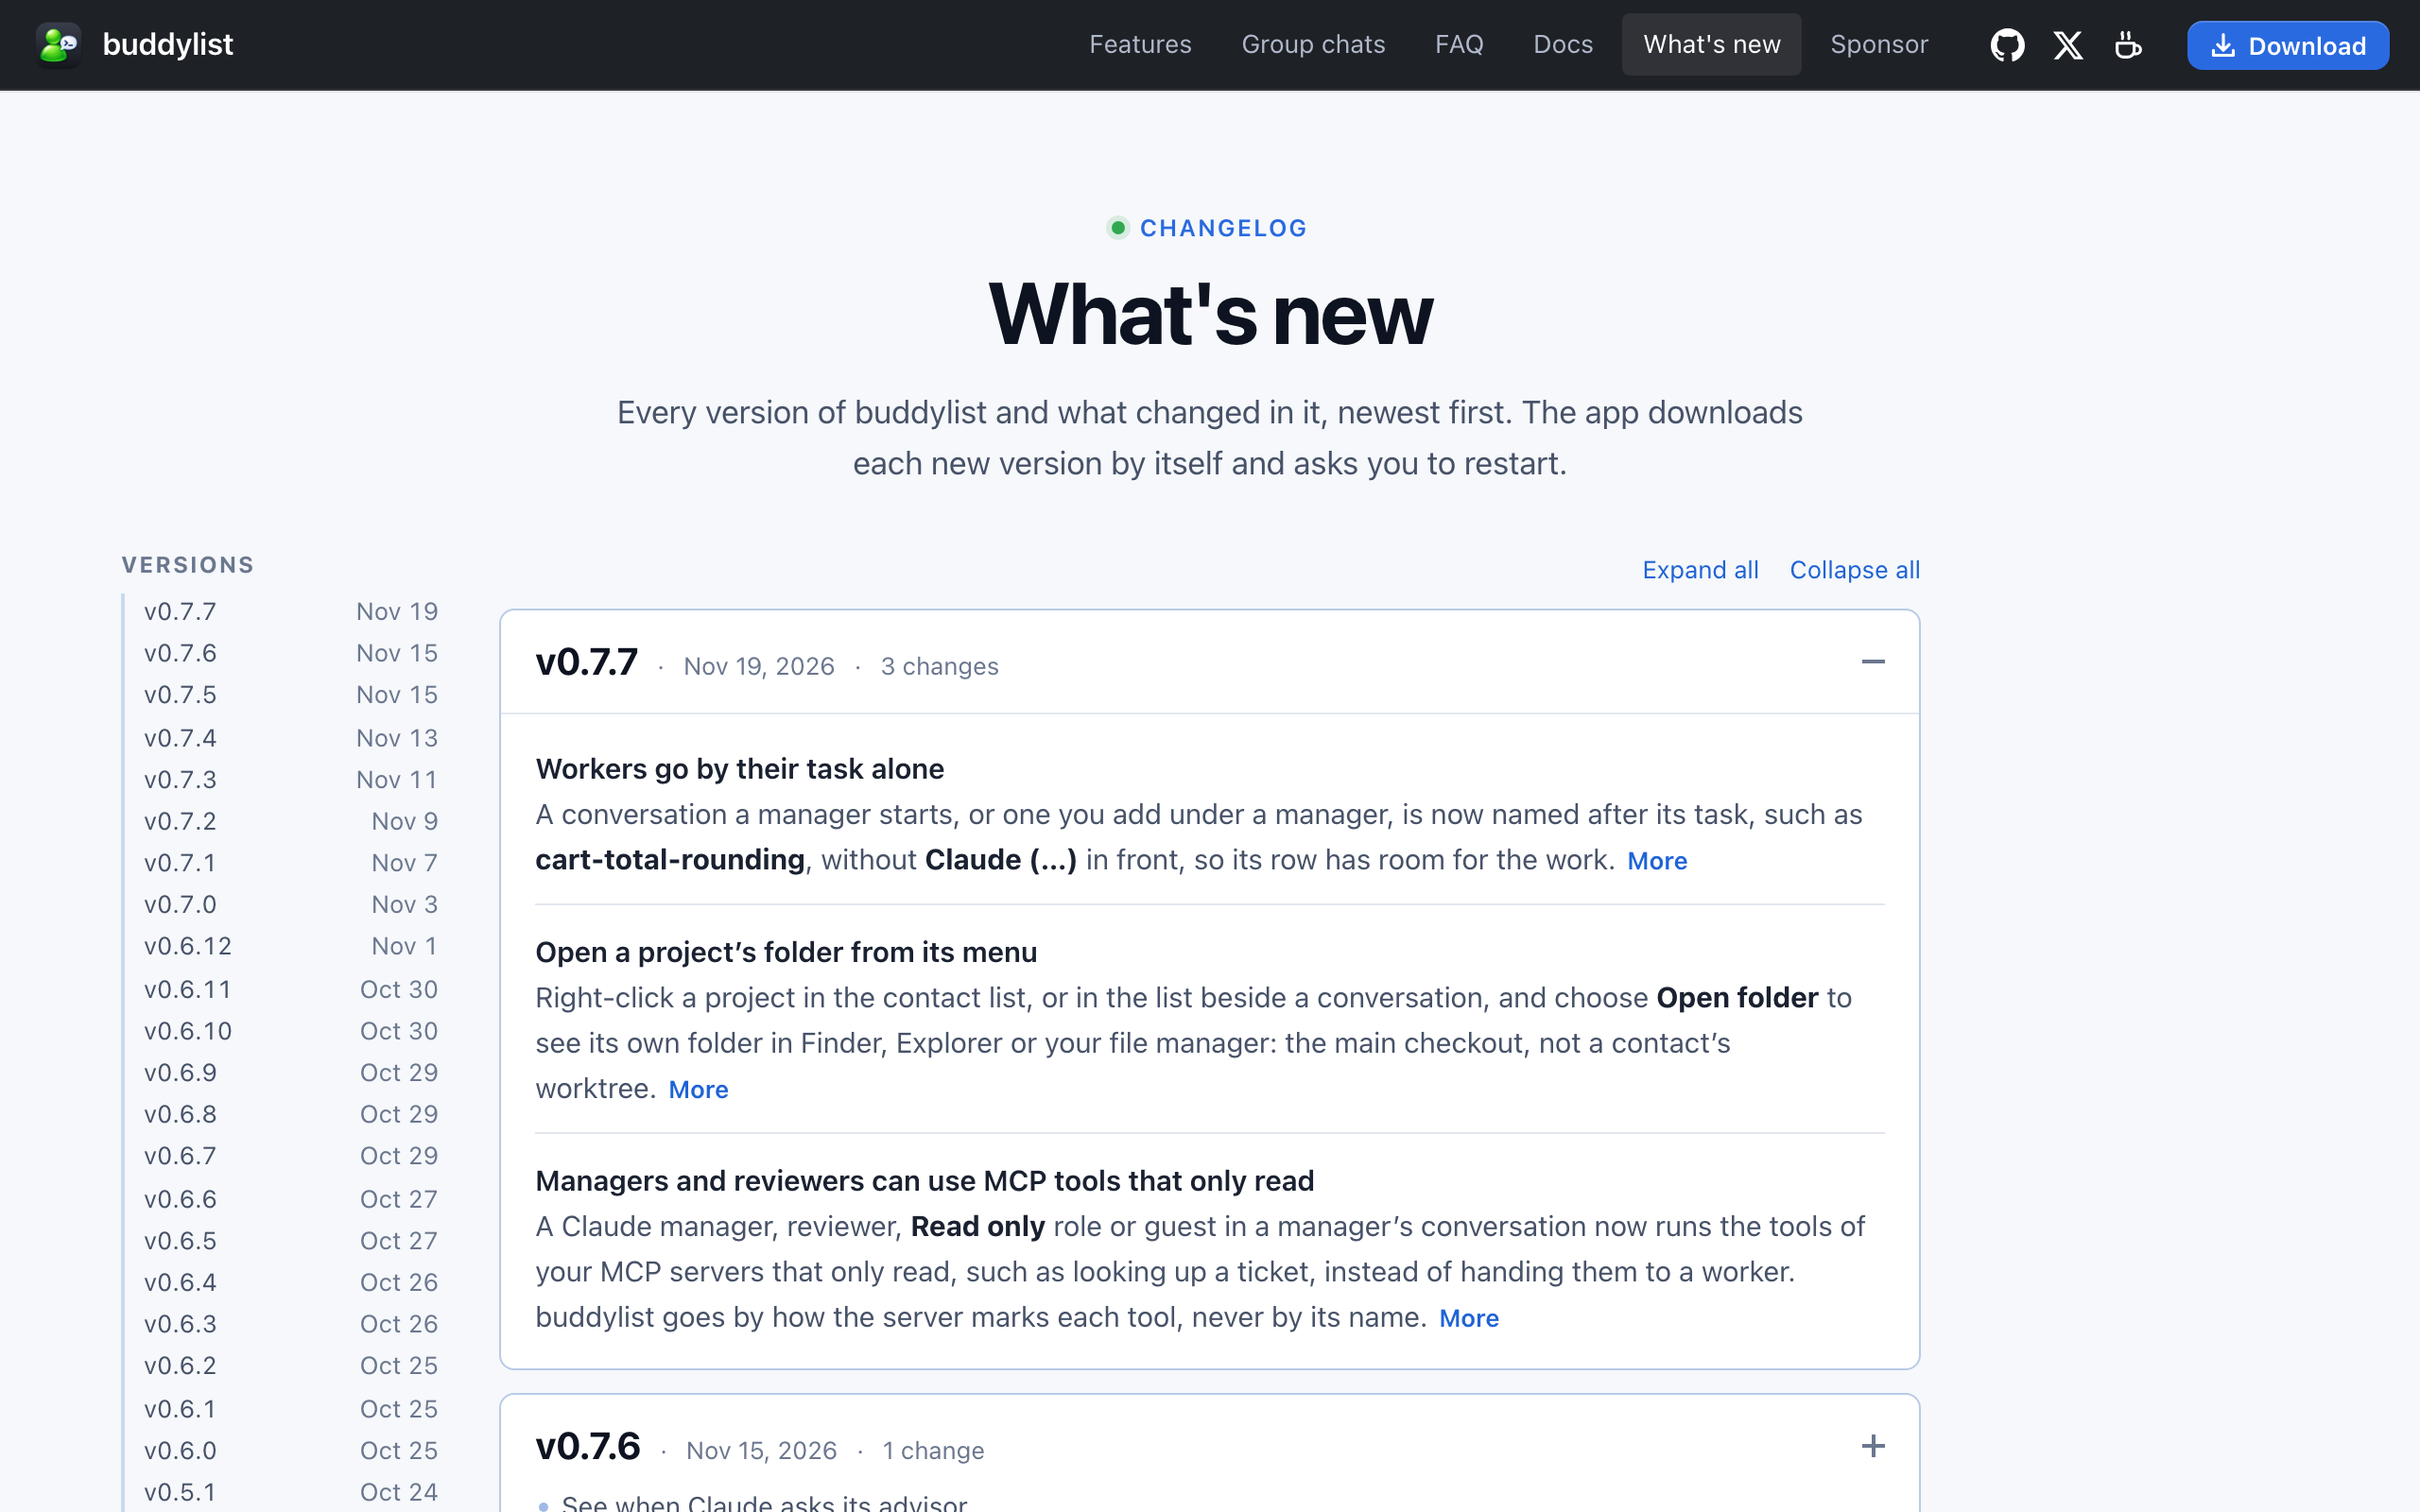 buddylist
Features
Group chats
FAQ
Docs
What's new
Sponsor
Download
CHANGELOG
What's new
Every version of buddylist and what changed in it, newest first. The app downloads
each new version by itself and asks you to restart.
VERSIONS
v0.7.7 Nov 19
v0.7.6 Nov 15
v0.7.5 Nov 15
v0.7.4 Nov 13
v0.7.3 Nov 11
v0.7.2 Nov 9
v0.7.1 Nov 7
v0.7.0 Nov 3
v0.6.12 Nov 1
v0.6.11 Oct 30
v0.6.10 Oct 30
v0.6.9 Oct 29
v0.6.8 Oct 29
v0.6.7 Oct 29
v0.6.6 Oct 27
v0.6.5 Oct 27
v0.6.4 Oct 26
v0.6.3 Oct 26
v0.6.2 Oct 25
v0.6.1 Oct 25
v0.6.0 Oct 25
v0.5.1 Oct 24
Expand all Collapse all
v0.7.7 · Nov 19, 2026 · 3 changes
Workers go by their task alone
A conversation a manager starts, or one you add under a manager, is now named after its task, such as
cart-total-rounding, without Claude (...) in front, so its row has room for the work. More
Open a project’s folder from its menu
Right-click a project in the contact list, or in the list beside a conversation, and choose Open folder to
see its own folder in Finder, Explorer or your file manager: the main checkout, not a contact’s
worktree. More
Managers and reviewers can use MCP tools that only read
A Claude manager, reviewer, Read only role or guest in a manager’s conversation now runs the tools of
your MCP servers that only read, such as looking up a ticket, instead of handing them to a worker.
buddylist goes by how the server marks each tool, never by its name. More
v0.7.6 · Nov 15, 2026 · 1 change
See when Claude asks its advisor